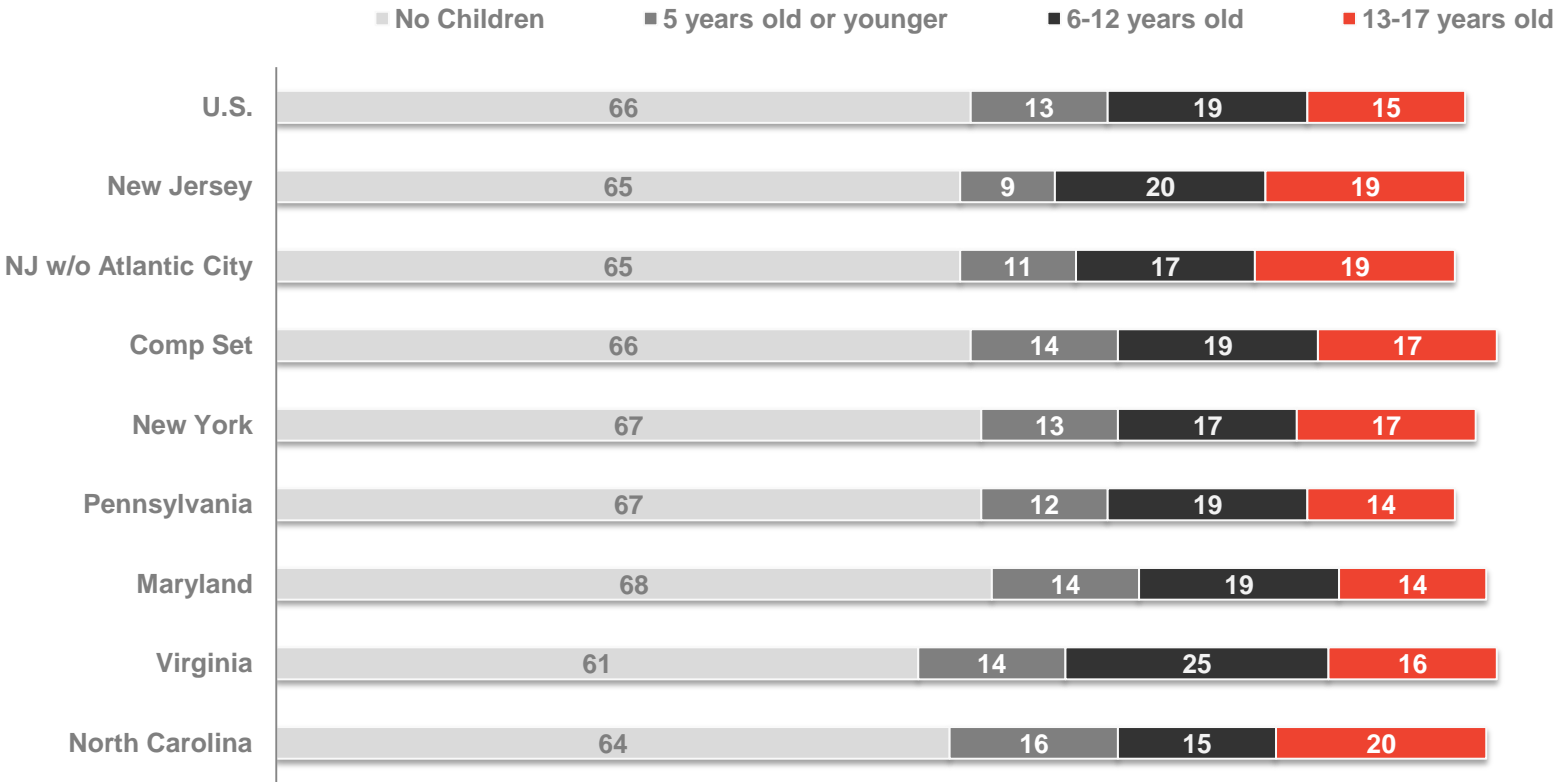 No Children 5 years old or younger 6-12 years old 13-17 years old
U.S. 66 13 19 15
New Jersey 65 9 20 19
NJ w/o Atlantic City 65 11 17 19
Comp Set 66 14 19 17
New York 67 13 17 17
Pennsylvania 67 12 19 14
Maryland 68 14 19 14
Virginia 61 14 25 16
North Carolina 64 16 15 20